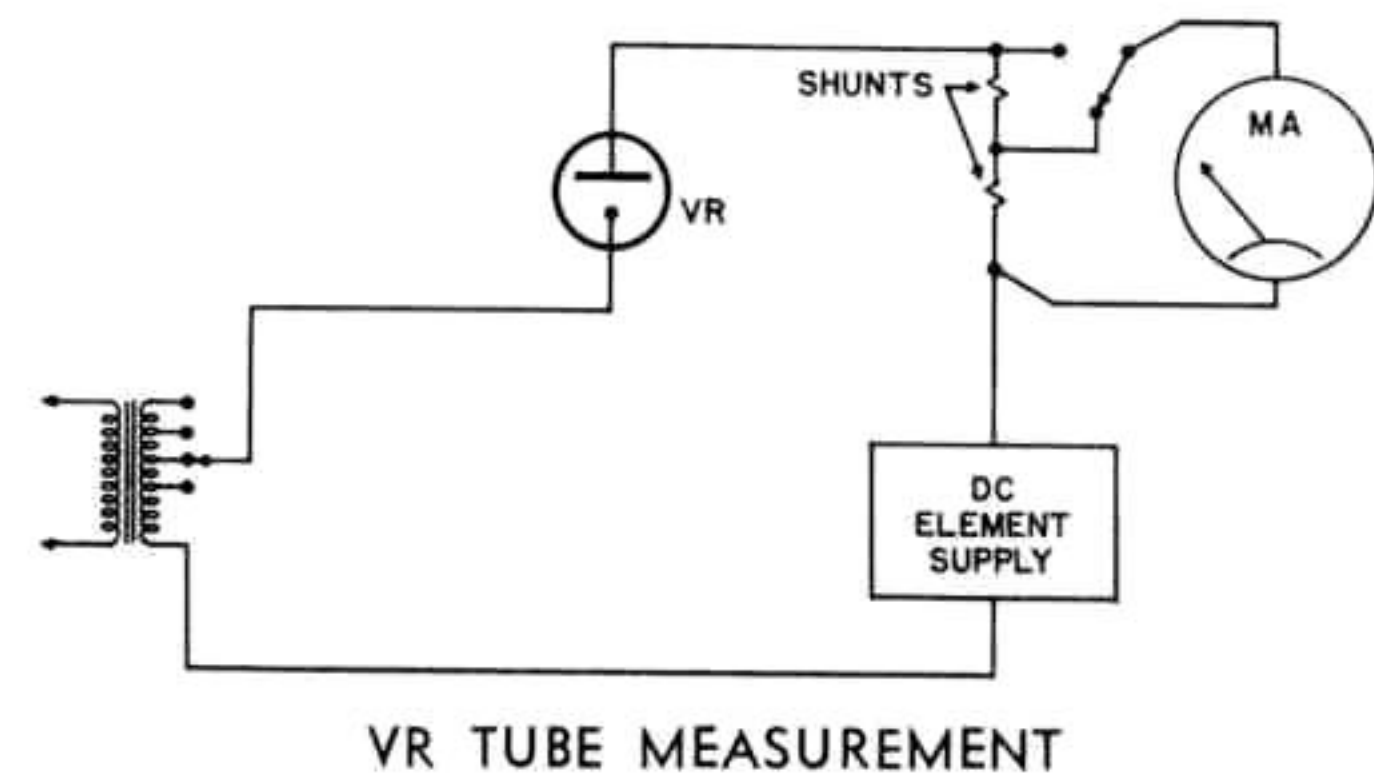 SHUNTS
MA
VR
DC
ELEMENT
SUPPLY
VR TUBE MEASUREMENT